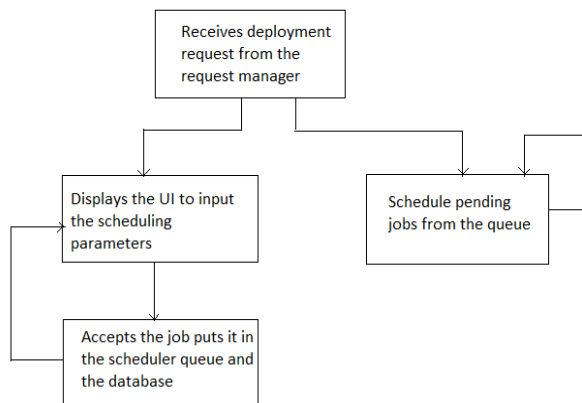 Receives deployment
request from the
request manager
Displays the UI to input
the scheduling
parameters
Schedule pending
jobs from the queue
Accepts the job puts it in
the scheduler queue and
the database